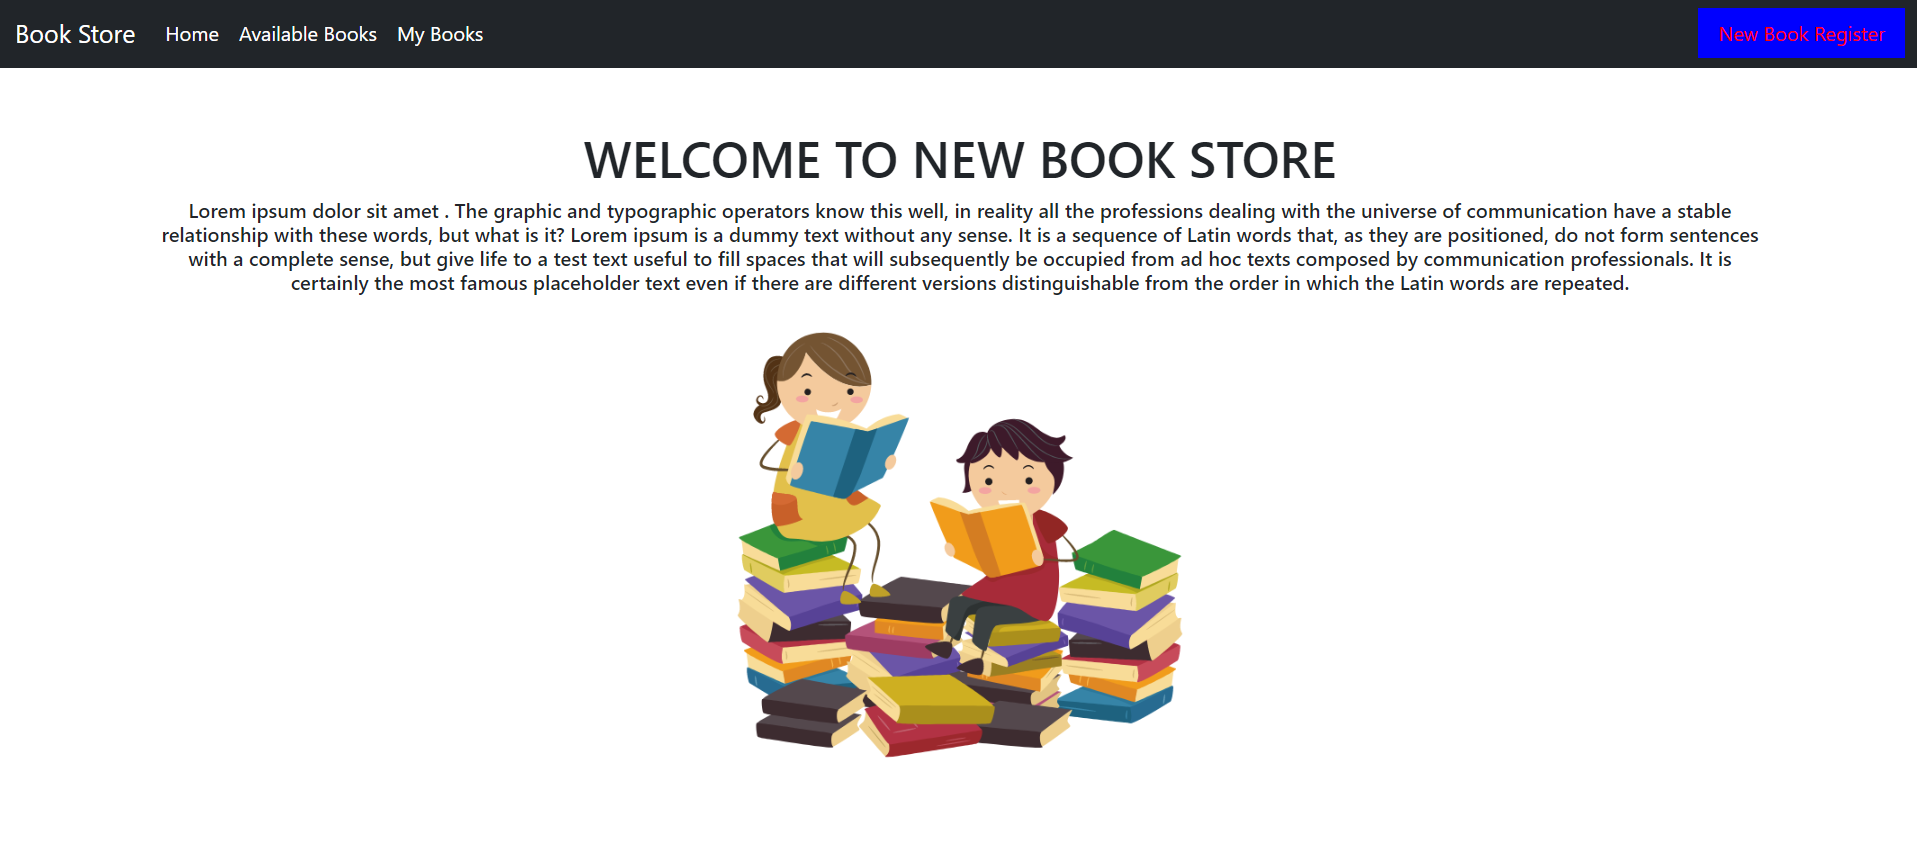 Book Store Home Available Books My Books New Book Register
WELCOME TO NEW BOOK STORE
Lorem ipsum dolor sit amet . The graphic and typographic operators know this well, in reality all the professions dealing with the universe of communication have a stable
relationship with these words, but what is it? Lorem ipsum is a dummy text without any sense. It is a sequence of Latin words that, as they are positioned, do not form sentences
with a complete sense, but give life to a test text useful to fill spaces that will subsequently be occupied from ad hoc texts composed by communication professionals. It is
certainly the most famous placeholder text even if there are different versions distinguishable from the order in which the Latin words are repeated.